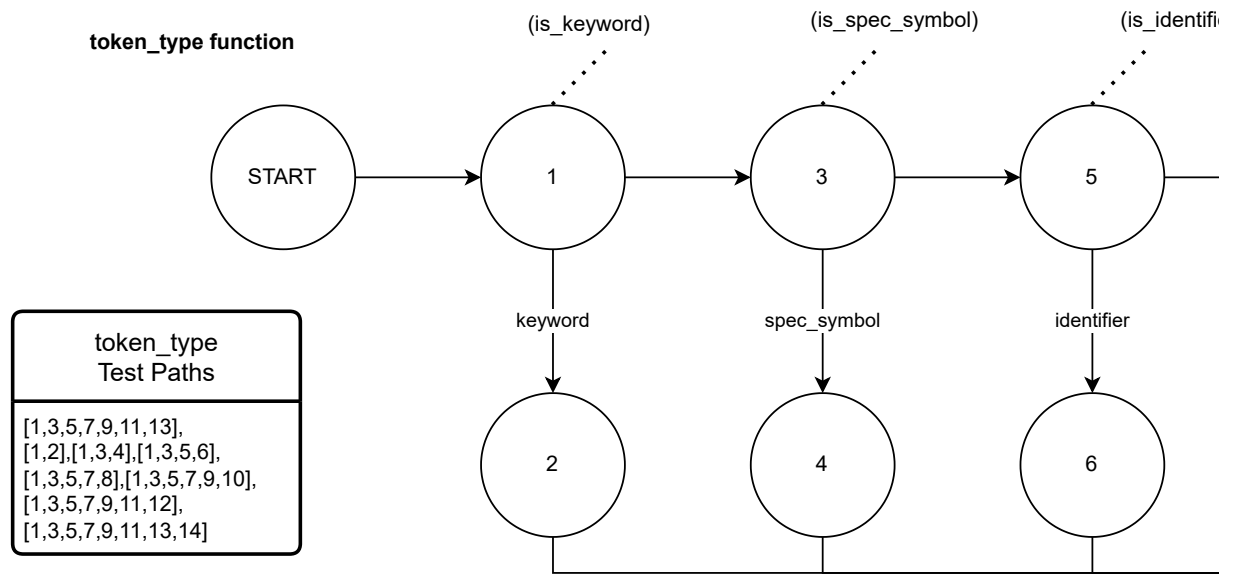 token_type function
(is_keyword)
(is_spec_symbol)
START
1
3
5
keyword
spec_symbol
identifier
2
4
6
token_type
Test Paths
[1,3,5,7,9,11,13],
[1,2],[1,3,4],[1,3,5,6],
[1,3,5,7,8],[1,3,5,7,9,10],
[1,3,5,7,9,11,12],
[1,3,5,7,9,11,13,14]